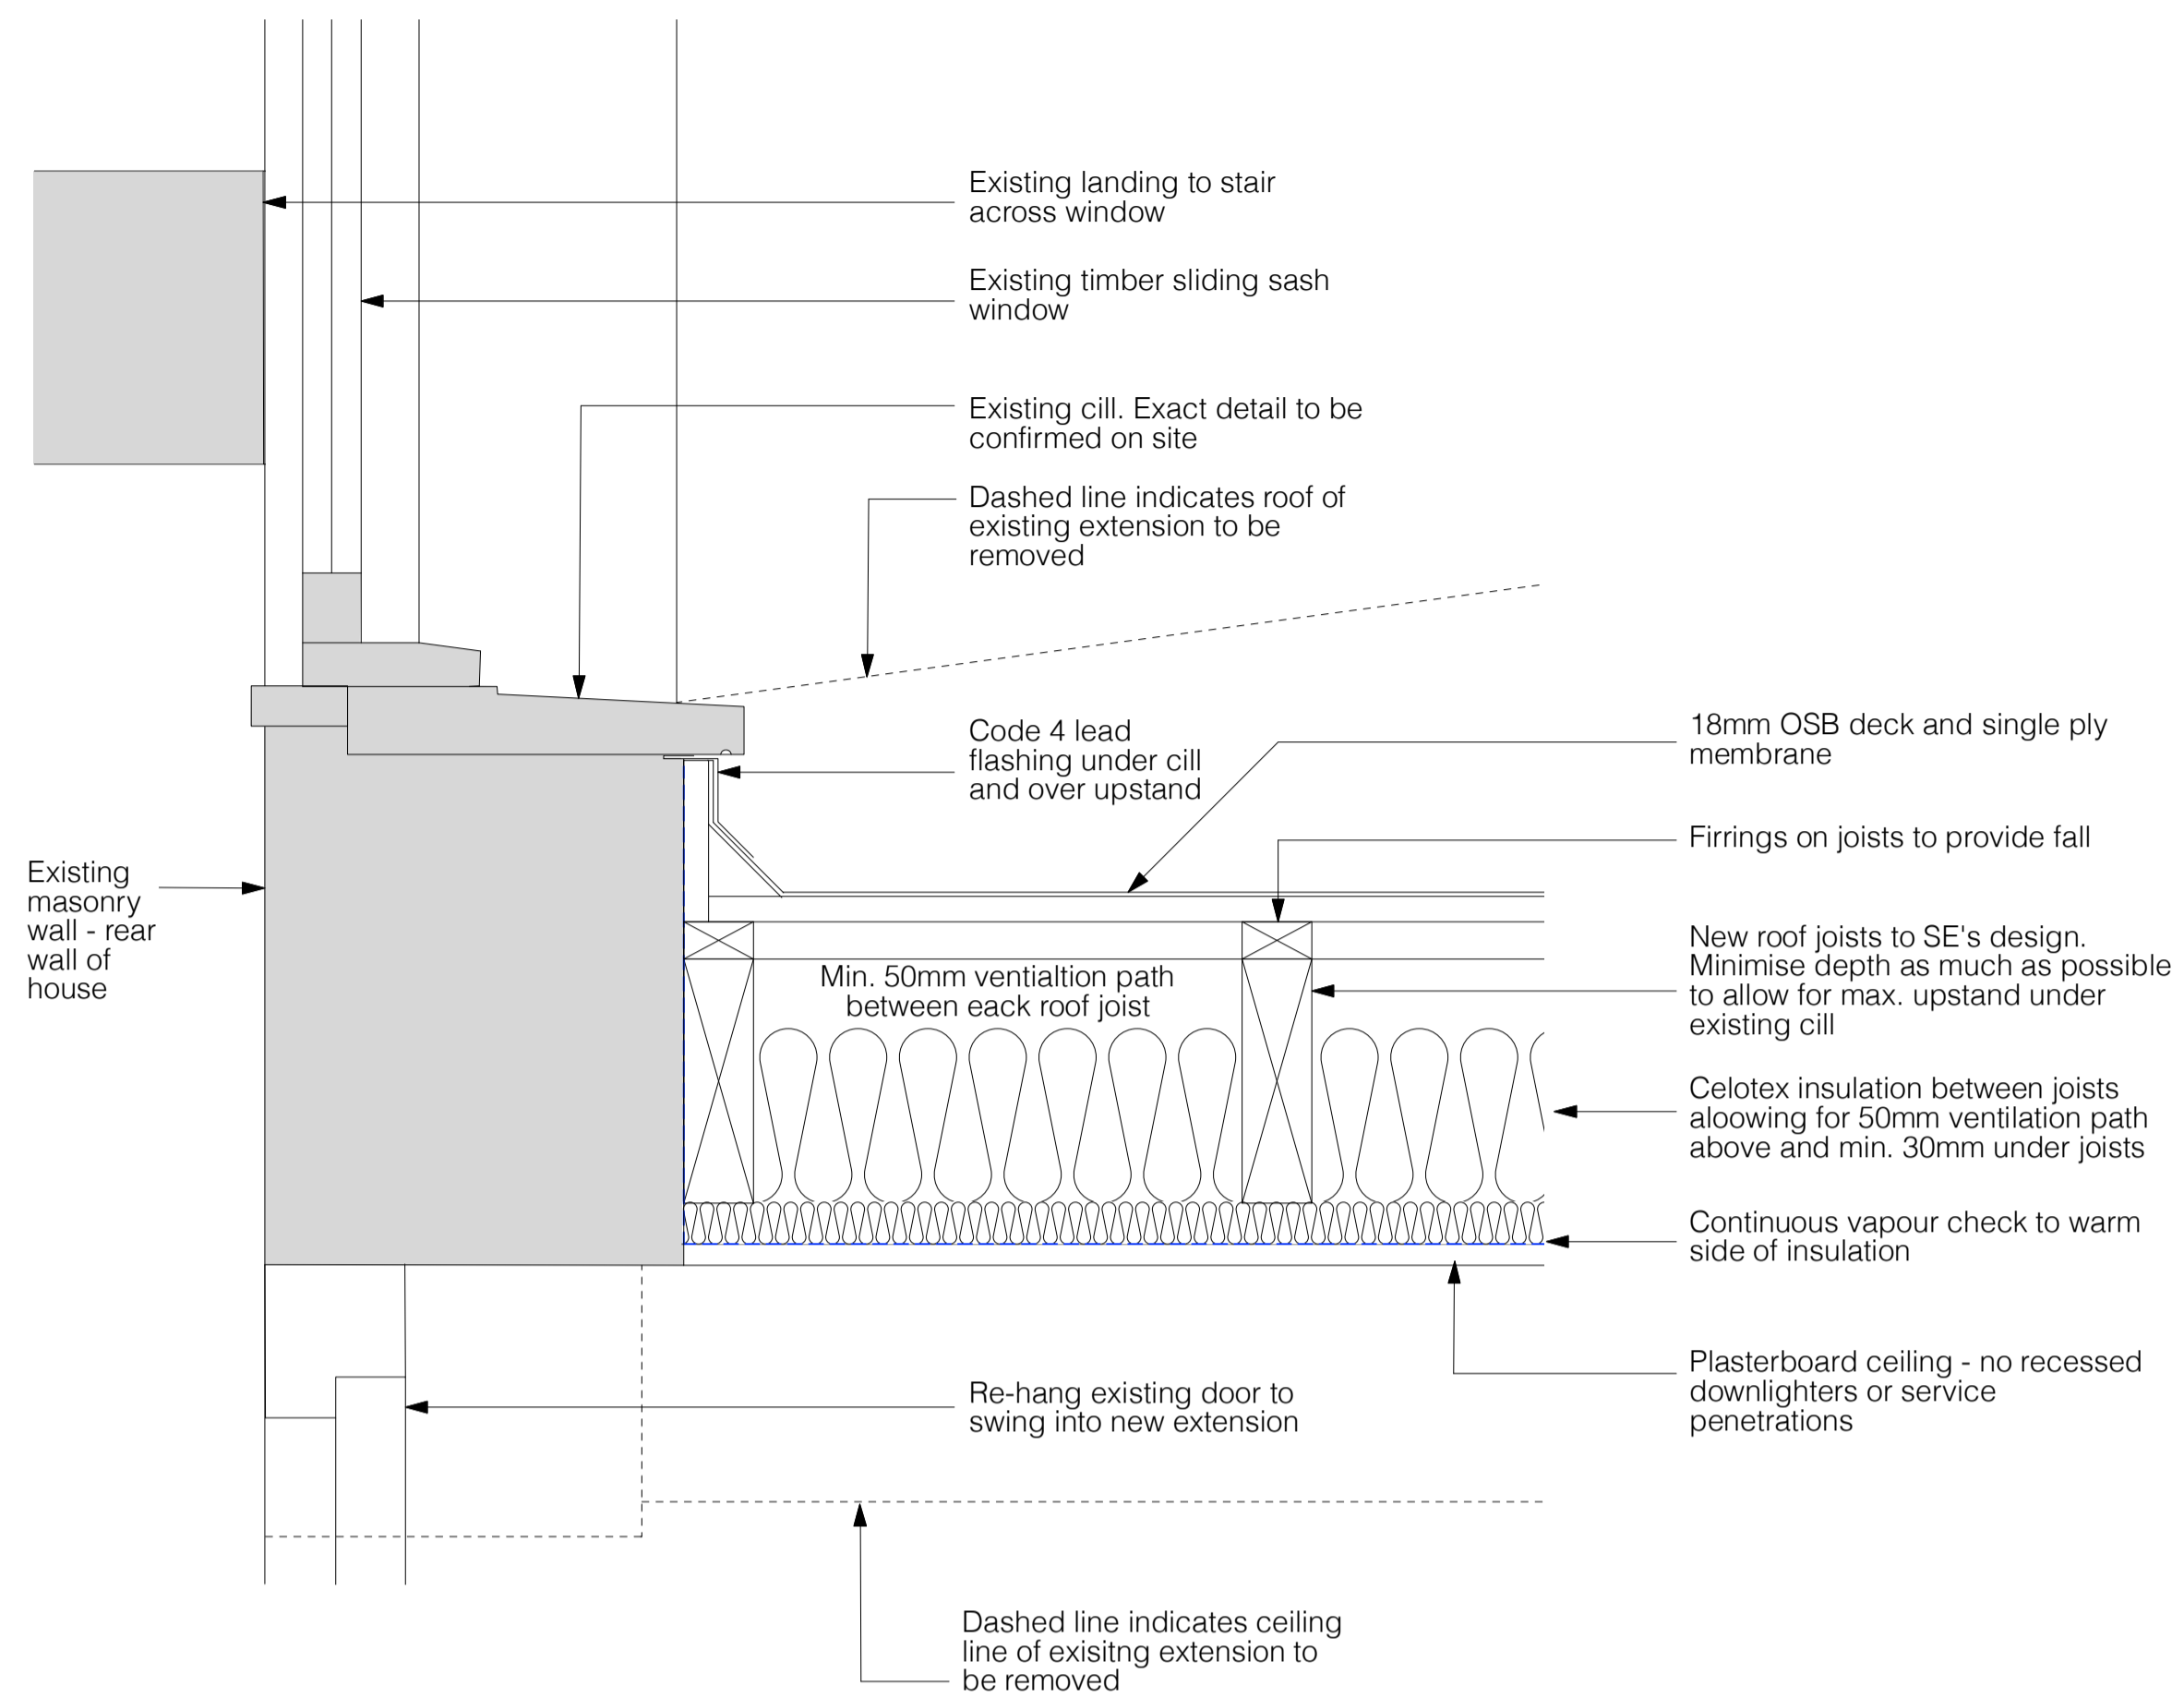 Existing landing to stair
across window
Existing timber sliding sash
window
Existing cill. Exact detail to be
confirmed on site
Dashed line indicates roof of
existing extension to be
removed
Code 4 lead
flashing under cill
and over upstand
18mm OSB deck and single ply
membrane
Firrings on joists to provide fall
Existing
masonry
wall - rear
wall of
house
New roof joists to SE's design.
Minimise depth as much as possible
to allow for max. upstand under
existing cill
Min. 50mm ventialtion path
between eack roof joist
Celotex insulation between joists
aloowing for 50mm ventilation path
above and min. 30mm under joists
Continuous vapour check to warm
side of insulation
Plasterboard ceiling - no recessed
downlighters or service
penetrations
Re-hang existing door to
swing into new extension
Dashed line indicates ceiling
line of exisitng extension to
be removed